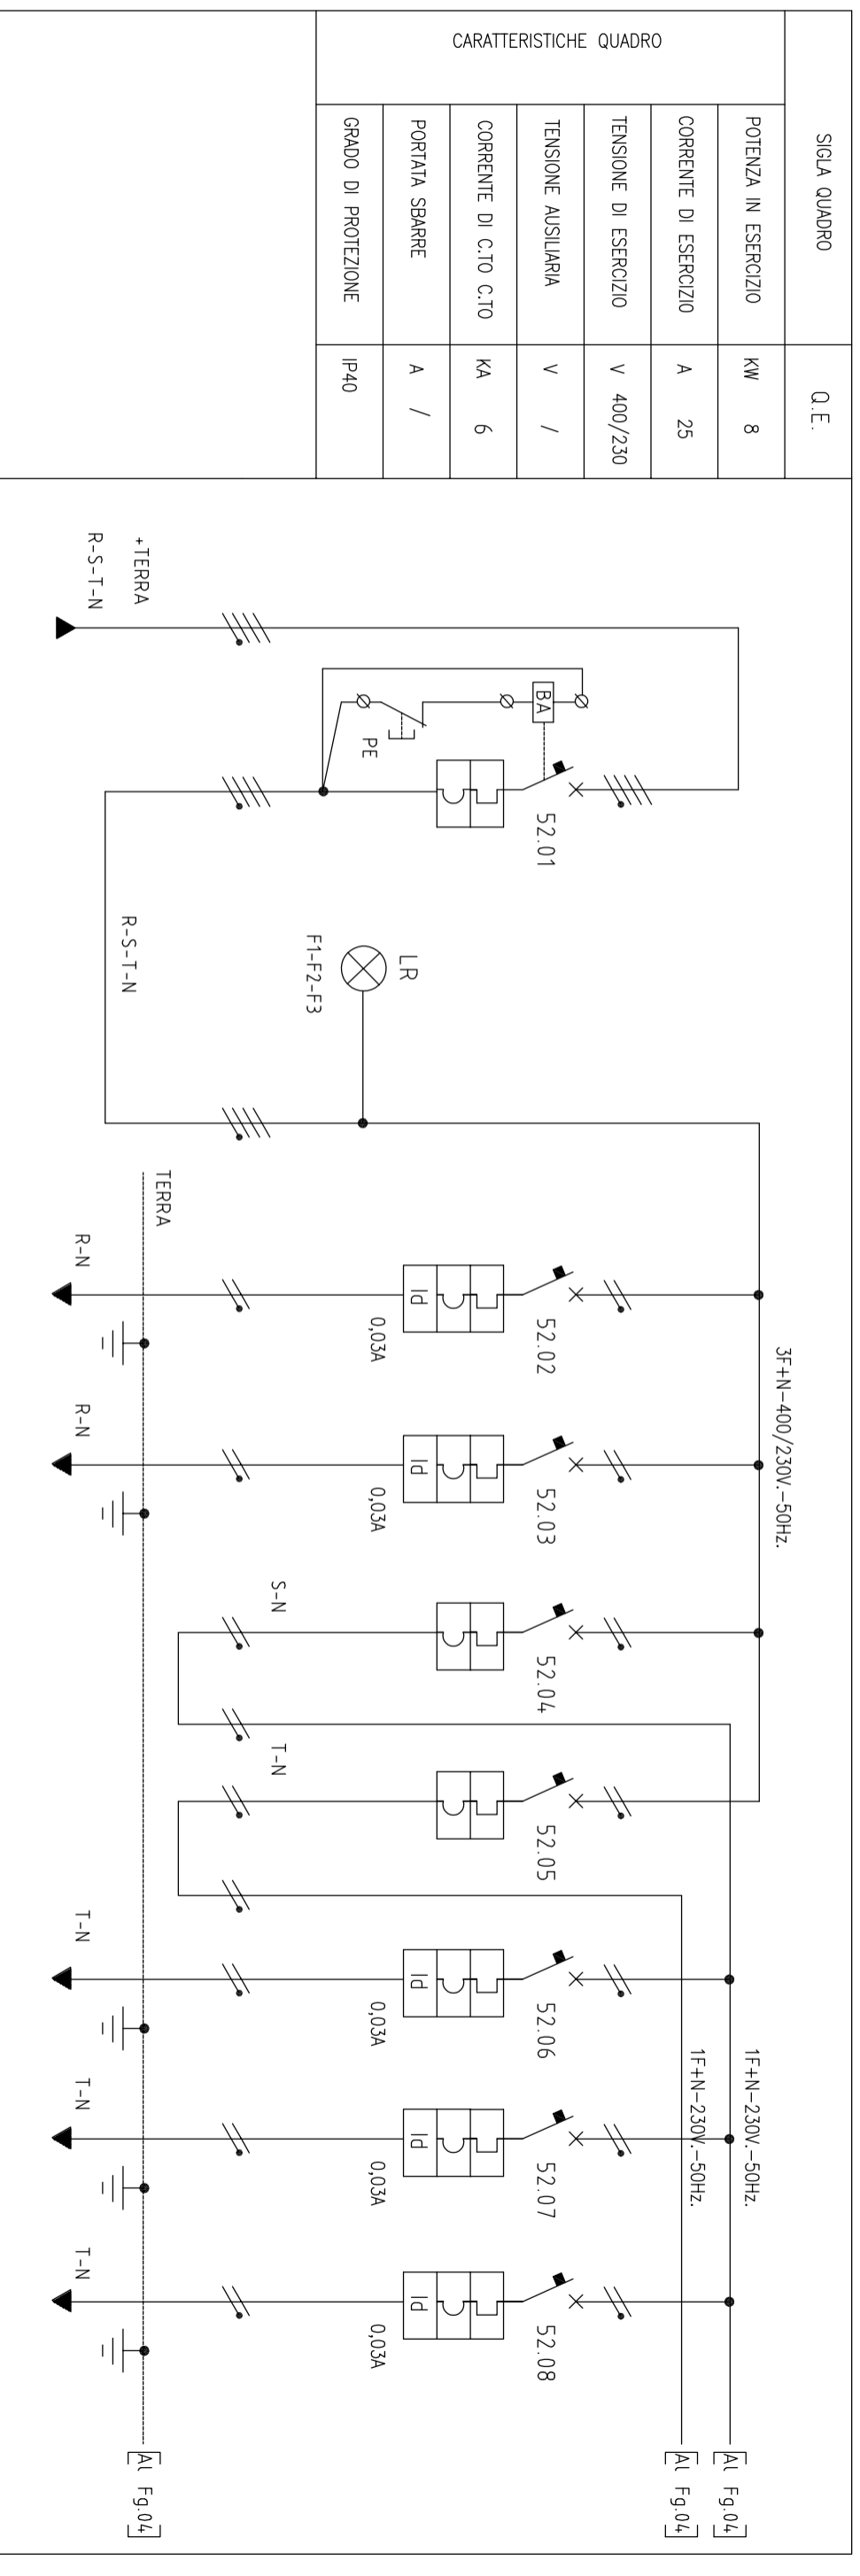 SIGLA QUADRO
Q.E.
CARATTERISTICHE QUADRO
POTENZA IN ESERCIZIO
KW 8
CORRENTE DI ESERCIZIO
A 25
TENSIONE DI ESERCIZIO
V 400/230
TENSIONE AUSILIARIA
V /
CORRENTE DI C.TO C.TO
KA 6
PORTATA SBARRE
A /
GRADO DI PROTEZIONE
IP40
+TERRA
R-S-T-N
BA
PE
52.01
R-S-T-N
LR
F1-F2-F3
3F+N-400/230V.-50Hz.
TERRA
52.02
Id
0,03A
R-N
52.03
Id
0,03A
R-N
52.04
S-N
52.05
T-N
1F+N-230V.-50Hz.
1F+N-230V.-50Hz.
52.06
Id
0,03A
T-N
52.07
Id
0,03A
T-N
52.08
Id
0,03A
T-N
Al Fg.04
Al Fg.04
Al Fg.04